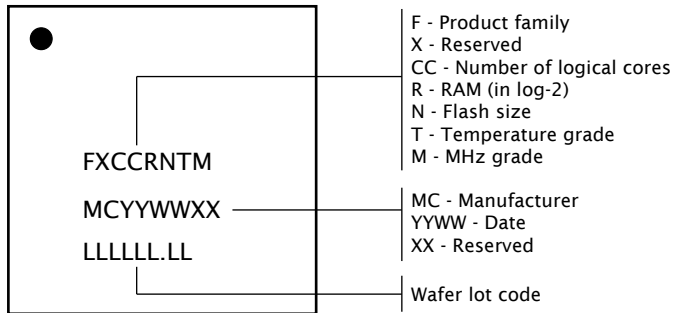 F - Product family
X - Reserved
CC - Number of logical cores
R - RAM (in log-2)
N - Flash size
T - Temperature grade
M - MHz grade
FXCCRNTM
MCYYWWXX
MC - Manufacturer
YYWW - Date
XX - Reserved
LLLLLL.LL
Wafer lot code